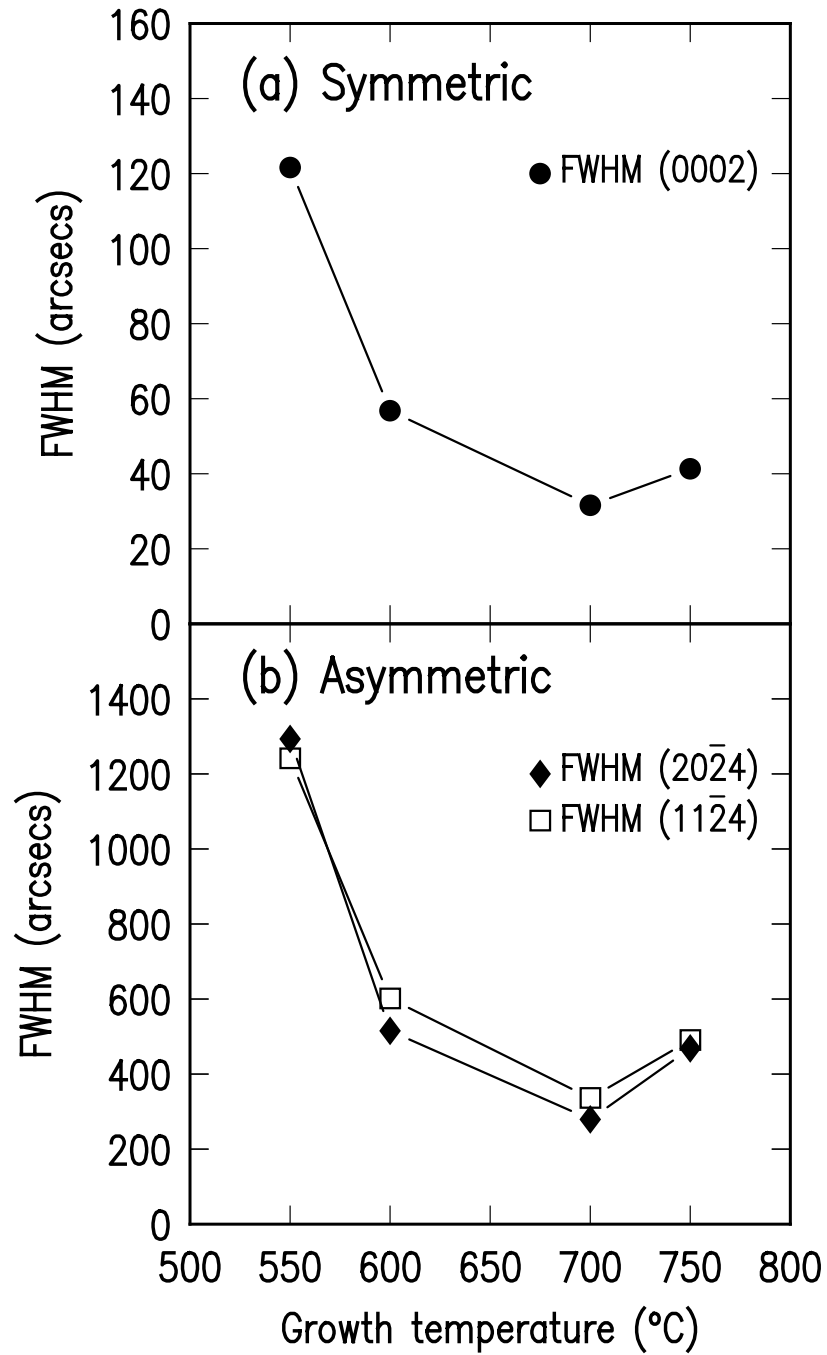 160
(a) Symmetric
140
FWHM (0002)
120
100
80
60
40
20
0
FWHM (arcsecs)
(b) Asymmetric
1400
FWHM (202̅4)
1200
FWHM (112̅4)
1000
800
600
400
200
0
FWHM (arcsecs)
500 550 600 650 700 750 800
Growth temperature (°C)